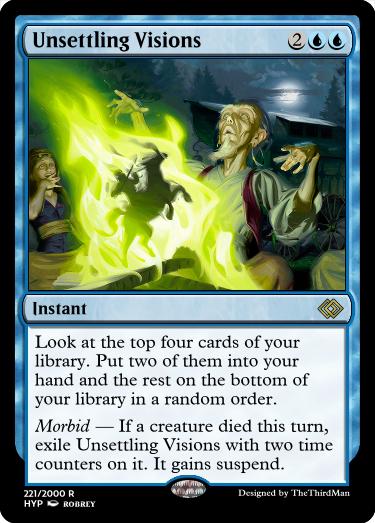 Unsettling Visions 2UU
Instant
Look at the top four cards of your
library. Put two of them into your
hand and the rest on the bottom of
your library in a random order.
Morbid — If a creature died this turn,
exile Unsettling Visions with two time
counters on it. It gains suspend.
221/2000 R
HYP ROBREY
Designed by TheThirdMan